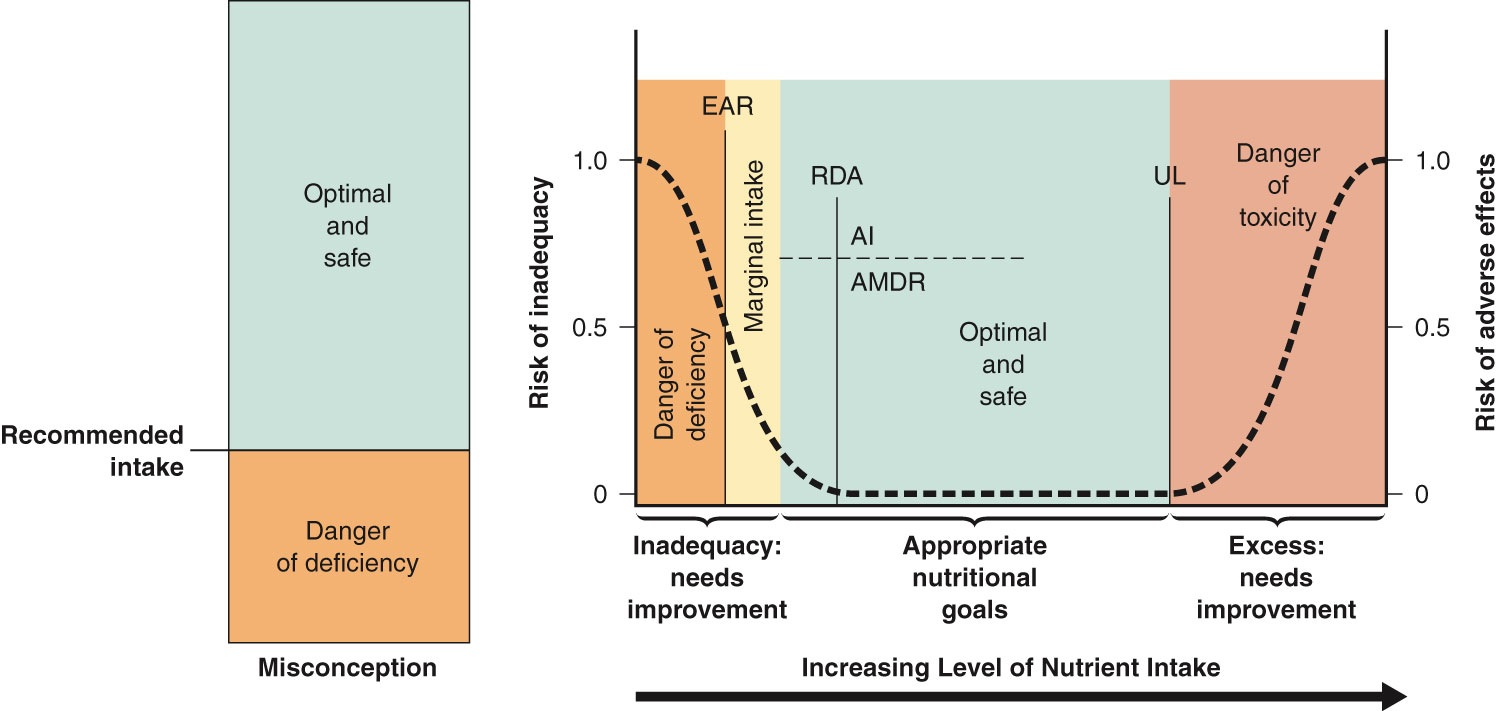 Optimal
and
safe
Recommended
intake
Danger
of deficiency
Misconception
Risk of inadequacy
1.0
0.5
0
EAR
Danger of
deficiency
Marginal intake
RDA
AI
AMDR
Optimal
and
safe
UL
Danger
of
toxicity
1.0
0.5
0
Risk of adverse effects
Inadequacy:
needs
improvement
Appropriate
nutritional
goals
Excess:
needs
improvement
Increasing Level of Nutrient Intake